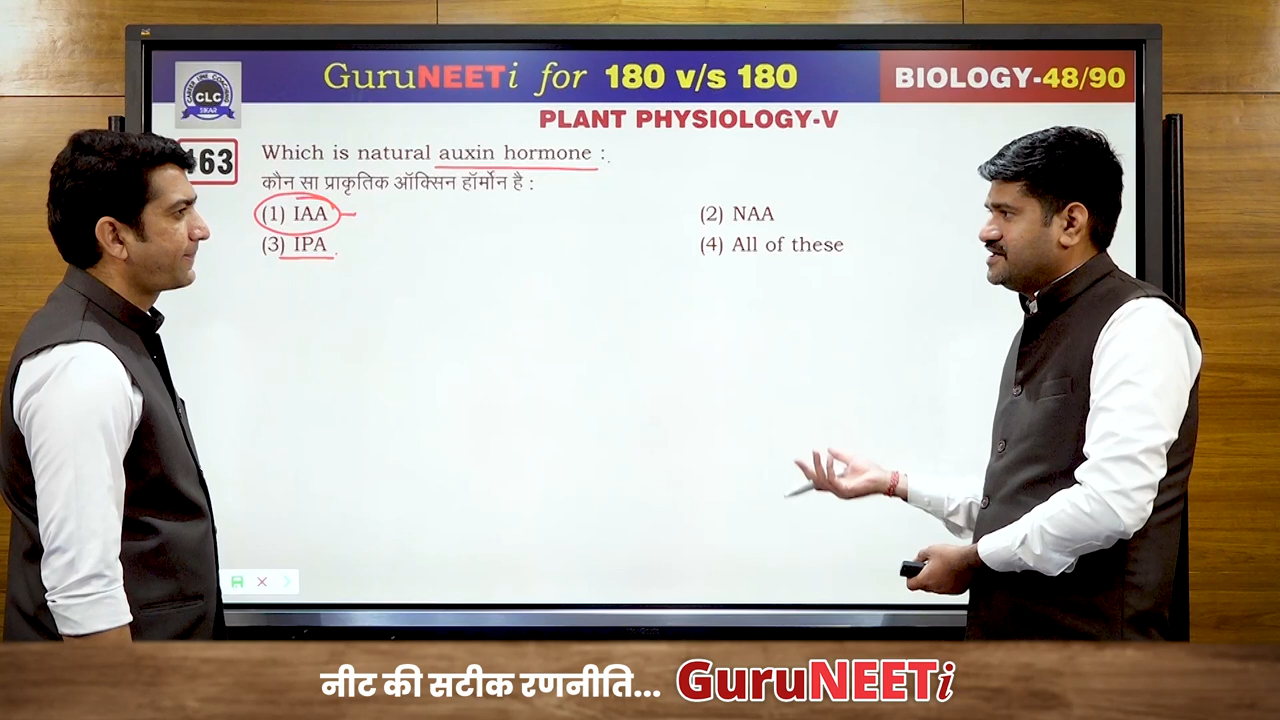 GuruNEETi for 180 v/s 180
BIOLOGY-48/90
CLC
SIKAR
PLANT PHYSIOLOGY-V
Which is natural auxin hormone :
कौन सा प्राकृतिक ऑक्सिन हॉर्मोन है :
(1) IAA
(2) NAA
(3) IPA
(4) All of these
नीट की सटीक रणनीति...
GuruNEETi